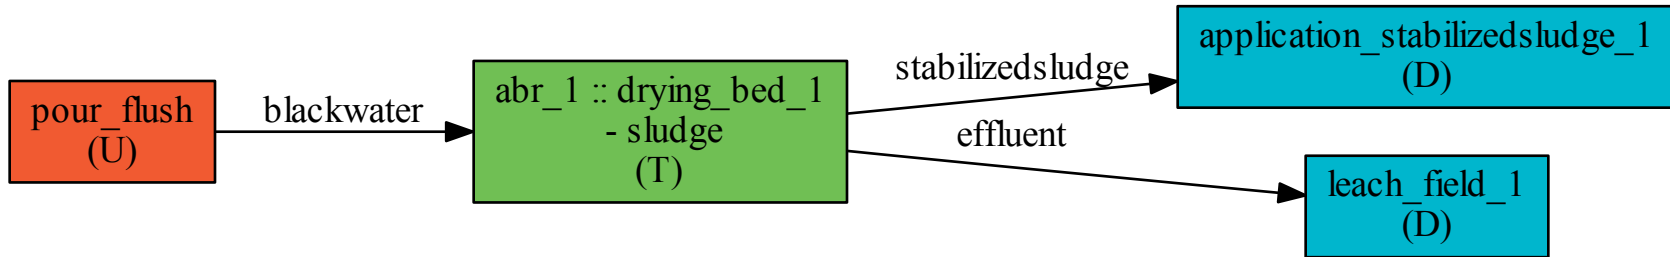 pour_flush
(U)
blackwater
abr_1 :: drying_bed_1
- sludge
(T)
stabilizedsludge
effluent
application_stabilizedsludge_1
(D)
leach_field_1
(D)